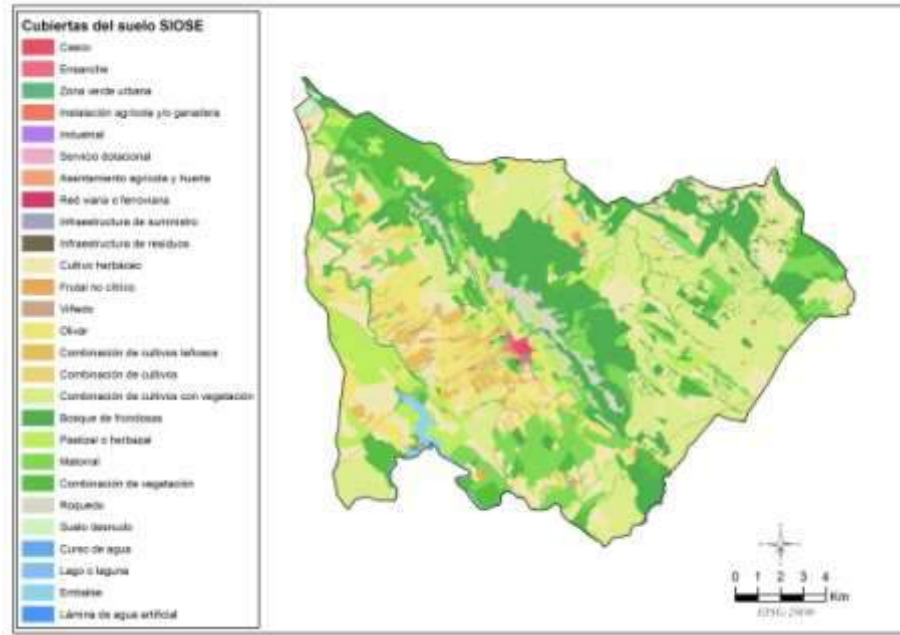 Cubiertas del suelo SIOSE
Casco
Ensanche
Zona verde urbana
Instalación agrícola y/o ganadera
Industrial
Servicio dotacional
Asentamiento agrícola y huerta
Red viaria o ferroviaria
Infraestructura de suministro
Infraestructura de residuos
Cultivo herbáceo
Frutal no cítrico
Viñedo
Olivar
Combinación de cultivos leñosos
Combinación de cultivos
Combinación de cultivos con vegetación
Bosque de frondosas
Pastizal o herbazal
Matorral
Combinación de vegetación
Roquedo
Suelo desnudo
Curso de agua
Lago o laguna
Embalse
Lámina de agua artificial
0 1 2 3 4
Km